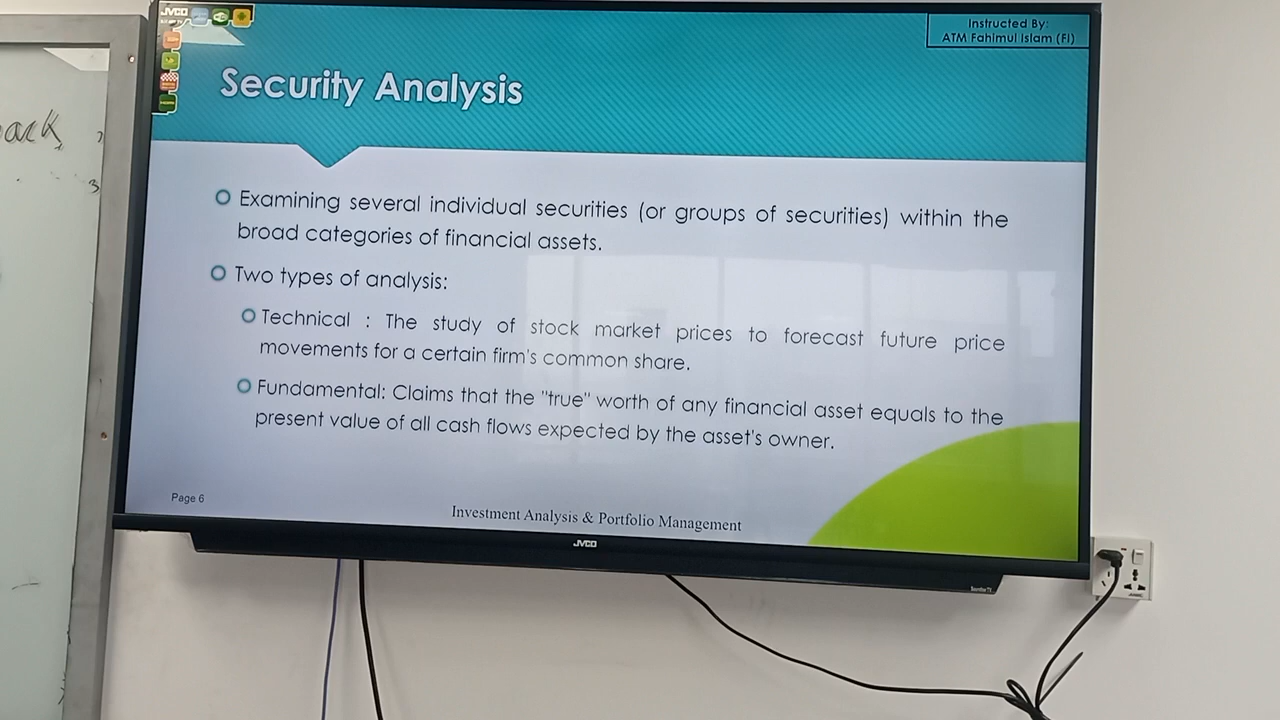 JVCO
Instructed By:
ATM Fahimul Islam (FI)
Security Analysis
Examining several individual securities (or groups of securities) within the
broad categories of financial assets.
Two types of analysis:
Technical : The study of stock market prices to forecast future price
movements for a certain firm's common share.
Fundamental: Claims that the "true" worth of any financial asset equals to the
present value of all cash flows expected by the asset's owner.
Page 6
Investment Analysis & Portfolio Management
JVCO
3